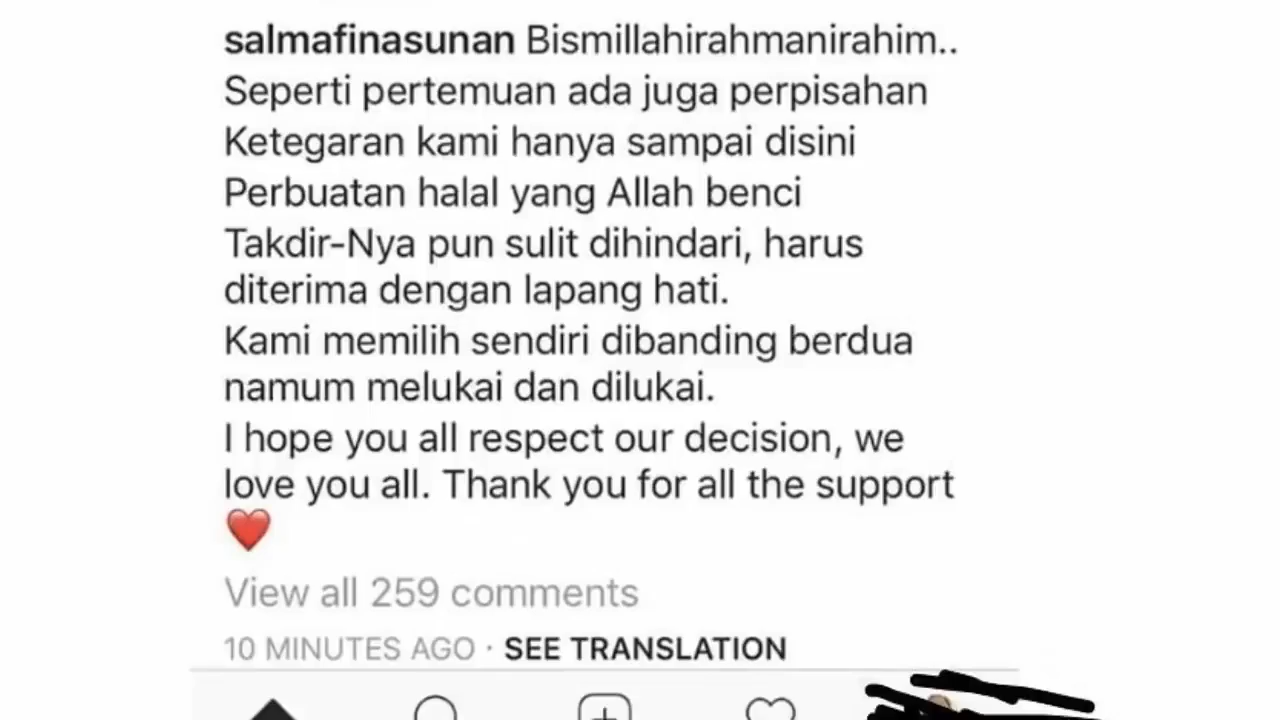 salmafinasunan Bismillahirahmanirahim..
Seperti pertemuan ada juga perpisahan
Ketegaran kami hanya sampai disini
Perbuatan halal yang Allah benci
Takdir-Nya pun sulit dihindari, harus
diterima dengan lapang hati.
Kami memilih sendiri dibanding berdua
namum melukai dan dilukai.
I hope you all respect our decision, we
love you all. Thank you for all the support
❤️
View all 259 comments
10 MINUTES AGO · SEE TRANSLATION